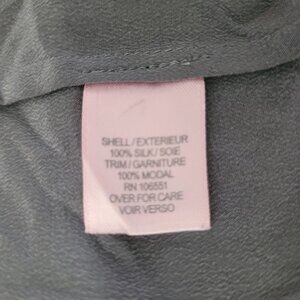 SHELL/EXTERIEUR
100% SILK/SOIE
TRIM/GARNITURE
100% MODAL
RN 106551
OVER FOR CARE
VOIR VERSO